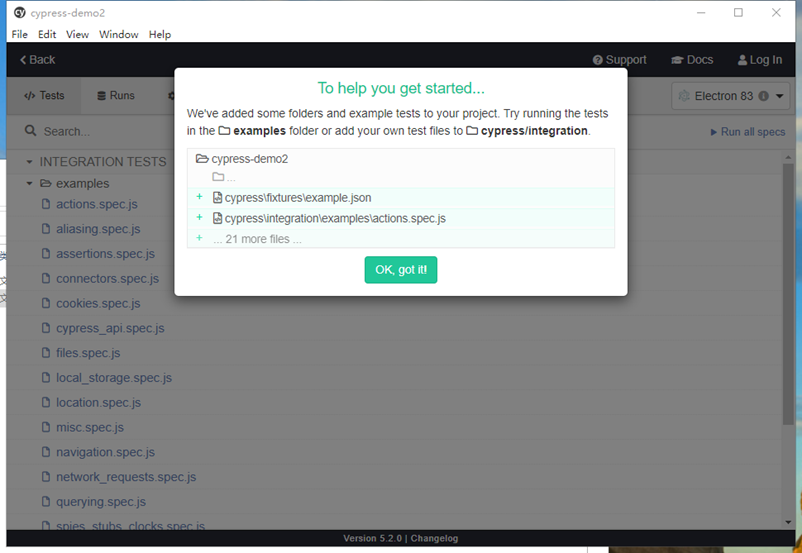 cypress-demo2
File Edit View Window Help
Back Support Docs Log In
Tests Runs Electron 83
Search... Run all specs
To help you get started...
We've added some folders and example tests to your project. Try running the tests
in the examples folder or add your own test files to cypress/integration.
cypress-demo2
...
+ cypress\fixtures\example.json
+ cypress\integration\examples\actions.spec.js
+ ... 21 more files ...
OK, got it!
INTEGRATION TESTS
examples
actions.spec.js
aliasing.spec.js
assertions.spec.js
connectors.spec.js
cookies.spec.js
cypress_api.spec.js
files.spec.js
local_storage.spec.js
location.spec.js
misc.spec.js
navigation.spec.js
network_requests.spec.js
querying.spec.js
spies_stubs_clocks.spec.js
Version 5.2.0 | Changelog